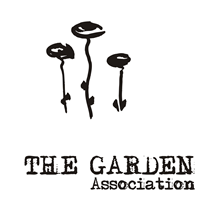 THE GARDEN
Association